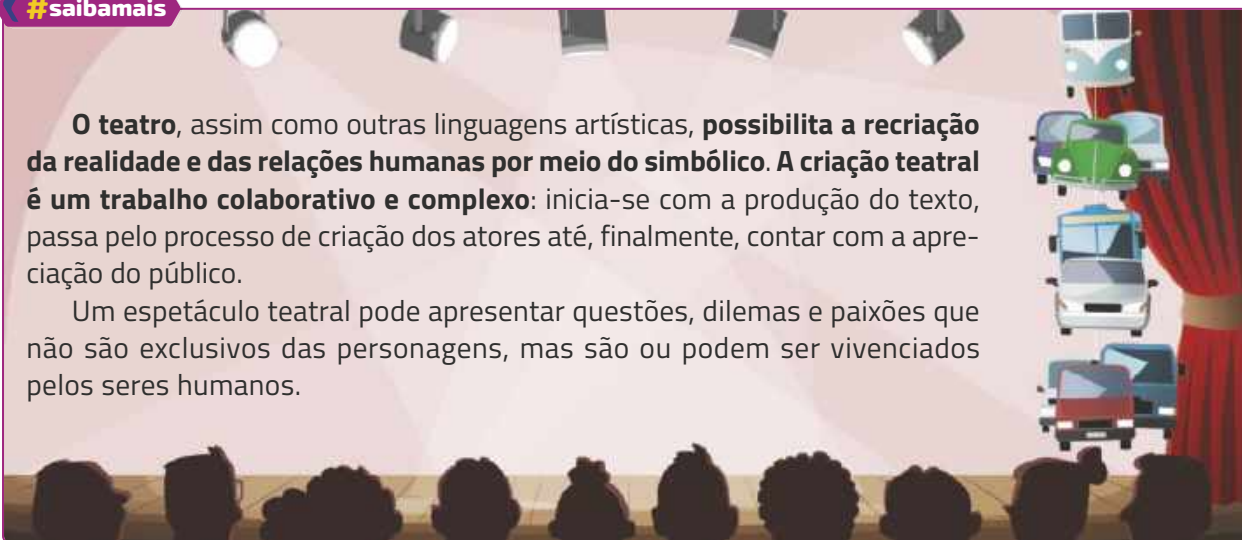 #saibamais
O teatro, assim como outras linguagens artísticas, possibilita a recriação
da realidade e das relações humanas por meio do simbólico. A criação teatral
é um trabalho colaborativo e complexo: inicia-se com a produção do texto,
passa pelo processo de criação dos atores até, finalmente, contar com a apre-
ciação do público.
Um espetáculo teatral pode apresentar questões, dilemas e paixões que
não são exclusivos das personagens, mas são ou podem ser vivenciados
pelos seres humanos.